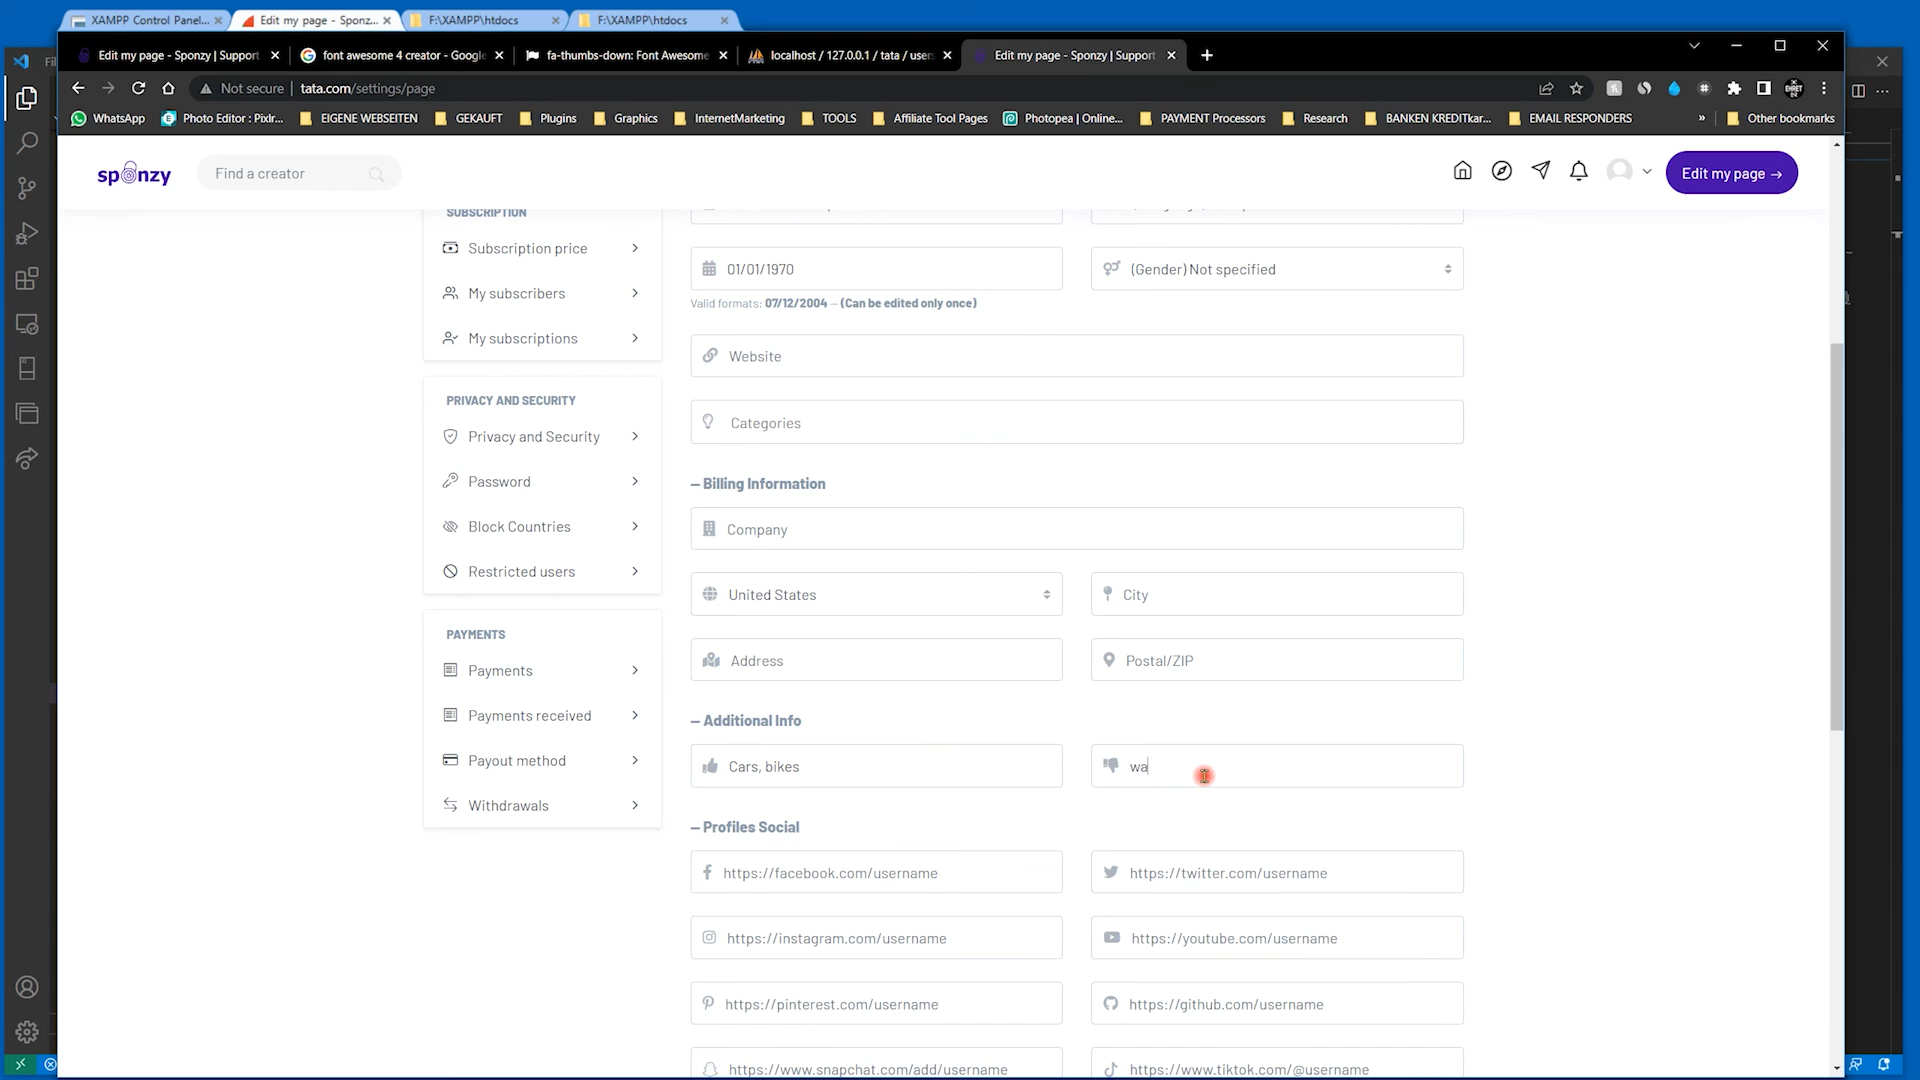 XAMPP Control Panel...
Edit my page - Sponz...
F:\XAMPP\htdocs
F:\XAMPP\htdocs
Edit my page - Sponzy | Support
font awesome 4 creator - Google
fa-thumbs-down: Font Awesome
localhost / 127.0.0.1 / tata / users
Edit my page - Sponzy | Support
Not secure
tata.com/settings/page
WhatsApp
Photo Editor : Pixlr...
EIGENE WEBSEITEN
GEKAUFT
Plugins
Graphics
InternetMarketing
TOOLS
Affiliate Tool Pages
Photopea | Online...
PAYMENT Processors
Research
BANKEN KREDITkar...
EMAIL RESPONDERS
»
Other bookmarks
sponzy
Find a creator
Edit my page →
SUBSCRIPTION
Subscription price
My subscribers
My subscriptions
PRIVACY AND SECURITY
Privacy and Security
Password
Block Countries
Restricted users
PAYMENTS
Payments
Payments received
Payout method
Withdrawals
01/01/1970
(Gender) Not specified
Valid formats: 07/12/2004 – (Can be edited only once)
Website
Categories
– Billing Information
Company
United States
City
Address
Postal/ZIP
– Additional Info
Cars, bikes
wa
– Profiles Social
https://facebook.com/username
https://twitter.com/username
https://instagram.com/username
https://youtube.com/username
https://pinterest.com/username
https://github.com/username
https://www.snapchat.com/add/username
https://www.tiktok.com/@username